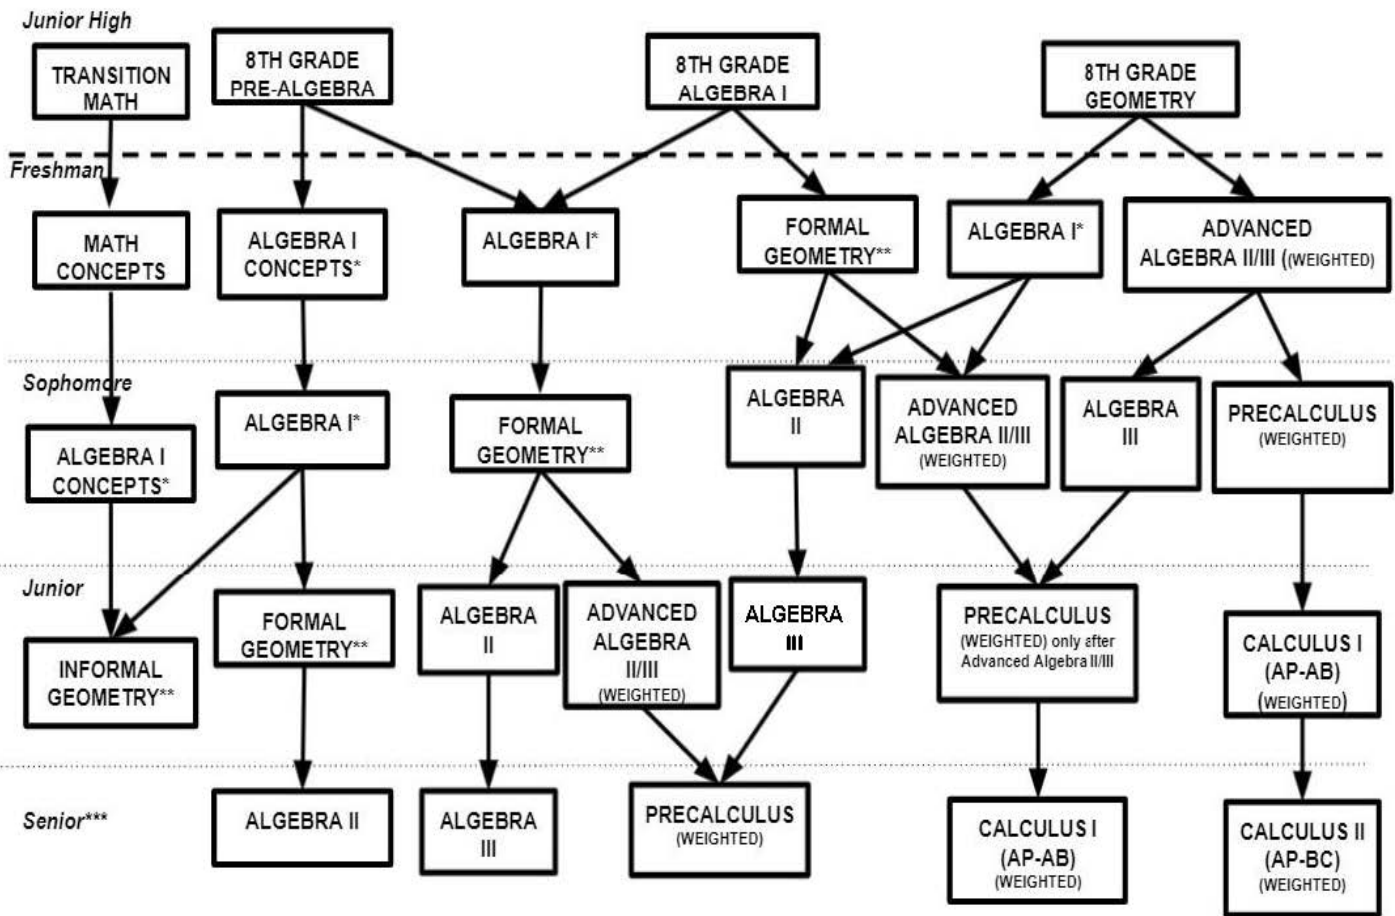 Junior High
TRANSITION
MATH
8TH GRADE
PRE-ALGEBRA
8TH GRADE
ALGEBRA I
8TH GRADE
GEOMETRY
Freshman
MATH
CONCEPTS
ALGEBRA I
CONCEPTS*
ALGEBRA I*
FORMAL
GEOMETRY**
ALGEBRA I*
ADVANCED
ALGEBRA II/III ((WEIGHTED)
Sophomore
ALGEBRA I
CONCEPTS*
ALGEBRA I*
FORMAL
GEOMETRY**
ALGEBRA
II
ADVANCED
ALGEBRA II/III
(WEIGHTED)
ALGEBRA
III
PRECALCULUS
(WEIGHTED)
Junior
INFORMAL
GEOMETRY**
FORMAL
GEOMETRY**
ALGEBRA
II
ADVANCED
ALGEBRA
II/III
(WEIGHTED)
ALGEBRA
III
PRECALCULUS
(WEIGHTED) only after
Advanced Algebra II/III
CALCULUS I
(AP-AB)
(WEIGHTED)
Senior***
ALGEBRA II
ALGEBRA
III
PRECALCULUS
(WEIGHTED)
CALCULUS I
(AP-AB)
(WEIGHTED)
CALCULUS II
(AP-BC)
(WEIGHTED)